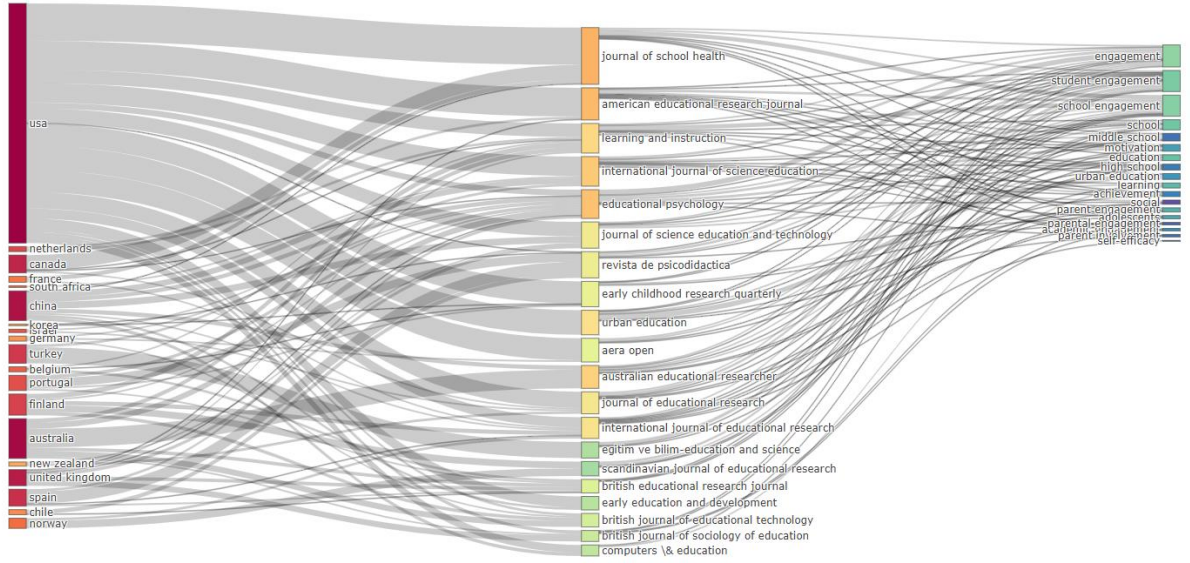 usa
netherlands
canada
france
south africa
china
korea
israel
germany
turkey
belgium
portugal
finland
australia
new zealand
united kingdom
spain
chile
norway
journal of school health
american educational research journal
learning and instruction
international journal of science education
educational psychology
journal of science education and technology
revista de psicodidactica
early childhood research quarterly
urban education
aera open
australian educational researcher
journal of educational research
international journal of educational research
egitim ve bilim-education and science
scandinavian journal of educational research
british educational research journal
early education and development
british journal of educational technology
british journal of sociology of education
computers \& education
engagement
student engagement
school engagement
school
middle school
motivation
education
high school
urban education
learning
achievement
social
parent engagement
adolescents
parental engagement
academic engagement
parent involvement
self-efficacy